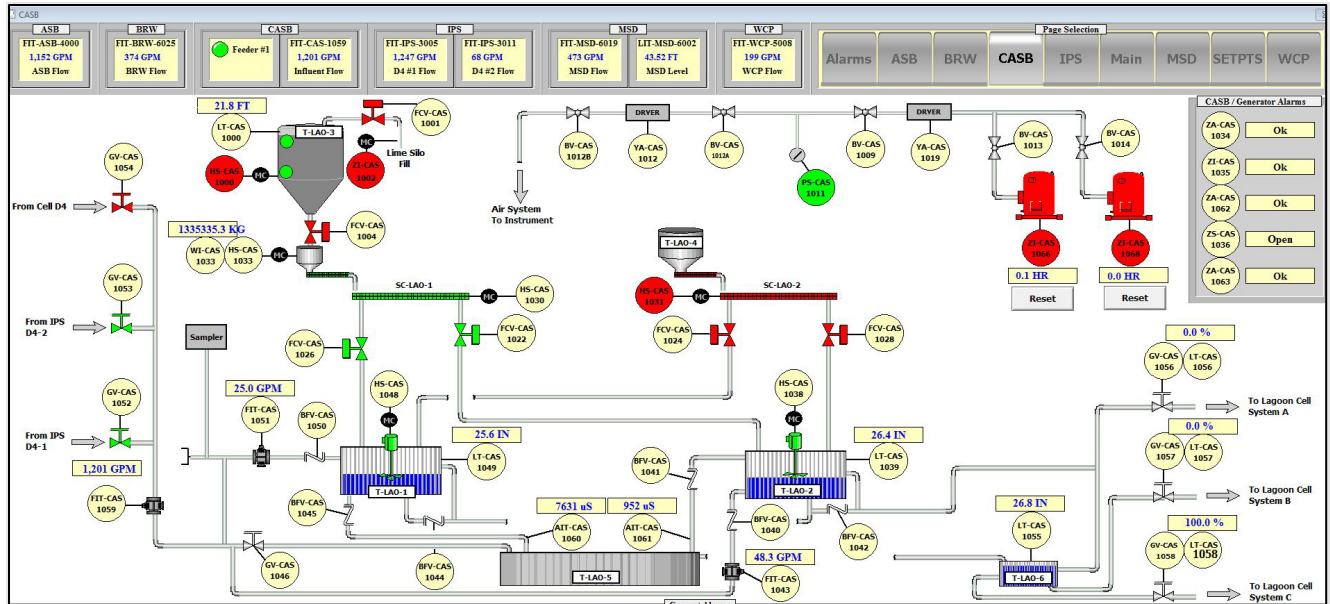 CASB
ASB
FIT-ASB-4000
1,152 GPM
ASB Flow
BRW
FIT-BRW-6025
374 GPM
BRW Flow
CASB
Feeder #1
FIT-CAS-1059
1,201 GPM
Influent Flow
IPS
FIT-IPS-3005
1,247 GPM
D4 #1 Flow
FIT-IPS-3011
68 GPM
D4 #2 Flow
MSD
FIT-MSD-6019
473 GPM
MSD Flow
LIT-MSD-6002
43.52 FT
MSD Level
WCP
FIT-WCP-5008
199 GPM
WCP Flow
Page Selection
Alarms
ASB
BRW
CASB
IPS
Main
MSD
SETPTS
WCP
21.8 FT
LT-CAS
1000
T-LAO-3
FCV-CAS
1001
HS-CAS
1000
MC
MC
ZI-CAS
1002
Lime Silo
Fill
GV-CAS
1054
From Cell D4
FCV-CAS
1004
1335335.3 KG
WI-CAS
1033
HS-CAS
1033
MC
BV-CAS
1012B
DRYER
YA-CAS
1012
BV-CAS
1012A
PS-CAS
1011
BV-CAS
1009
DRYER
YA-CAS
1019
BV-CAS
1013
BV-CAS
1014
Air System
To Instrument
ZI-CAS
1066
ZI-CAS
1068
0.1 HR
0.0 HR
Reset
Reset
CASB / Generator Alarms
ZA-CAS
1034
Ok
ZI-CAS
1035
Ok
ZA-CAS
1062
Ok
ZS-CAS
1036
Open
ZA-CAS
1063
Ok
GV-CAS
1053
From IPS
D4-2
SC-LAO-1
MC
HS-CAS
1030
T-LAO-4
HS-CAS
1031
MC
SC-LAO-2
Sampler
FCV-CAS
1026
FCV-CAS
1022
FCV-CAS
1024
FCV-CAS
1028
GV-CAS
1052
From IPS
D4-1
25.0 GPM
FIT-CAS
1051
BFV-CAS
1050
HS-CAS
1048
MC
25.6 IN
LT-CAS
1049
T-LAO-1
HS-CAS
1038
MC
26.4 IN
LT-CAS
1039
T-LAO-2
BFV-CAS
1041
0.0 %
GV-CAS
1056
LT-CAS
1056
To Lagoon Cell
System A
0.0 %
GV-CAS
1057
LT-CAS
1057
To Lagoon Cell
System B
1,201 GPM
FIT-CAS
1059
BFV-CAS
1045
7631 uS
952 uS
AIT-CAS
1060
AIT-CAS
1061
BFV-CAS
1040
BFV-CAS
1042
26.8 IN
LT-CAS
1055
T-LAO-6
100.0 %
GV-CAS
1058
LT-CAS
1058
To Lagoon Cell
System C
GV-CAS
1046
BFV-CAS
1044
T-LAO-5
48.3 GPM
FIT-CAS
1043